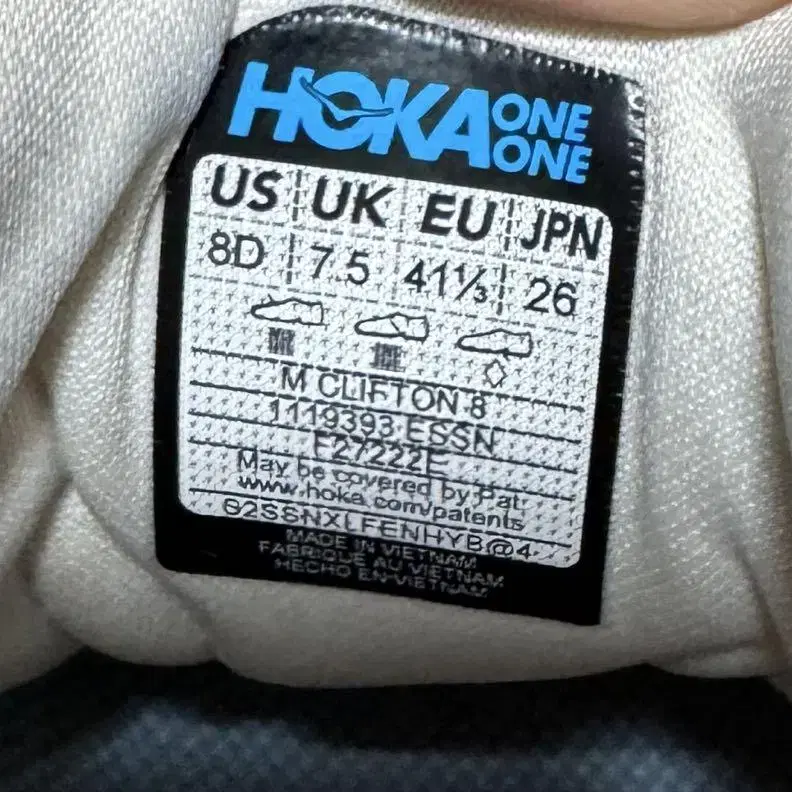 HOKA ONE ONE
US UK EU JPN
8D 7.5 41⅓ 26
M CLIFTON 8
1119393 ESSN
F27222E
May be covered by Pat.
www.hoka.com/patents
62SSNXLFENHYB@4
MADE IN VIETNAM
FABRIQUE AU VIETNAM
HECHO EN VIETNAM